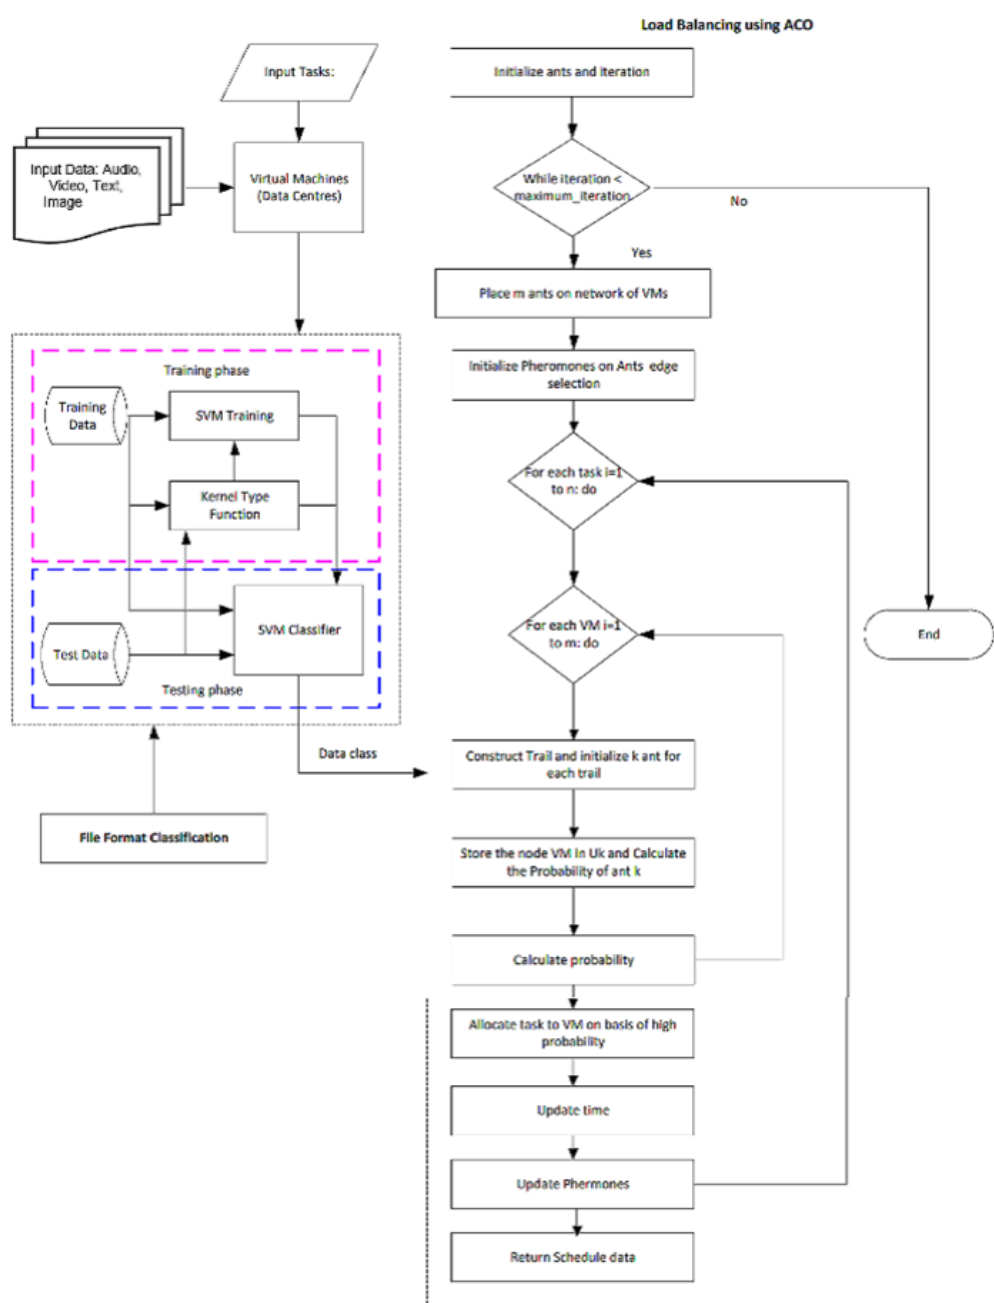 Load Balancing using ACO
Input Tasks:
Input Data: Audio,
Video, Text,
Image
Virtual Machines
(Data Centres)
Training phase
Training
Data
SVM Training
Kernel Type
Function
SVM Classifier
Test Data
Testing phase
Data class
File Format Classification
Initialize ants and Iteration
While iteration <
maximum_iteration
No
Yes
Place m ants on network of VMs
Initialize Pheromones on Ants edge
selection
For each task i=1
to n: do
For each VM i=1
to m: do
End
Construct Trail and initialize k ant for
each trail
Store the node VM in Uk and Calculate
the Probability of ant k
Calculate probability
Allocate task to VM on basis of high
probability
Update time
Update Phermones
Return Schedule data